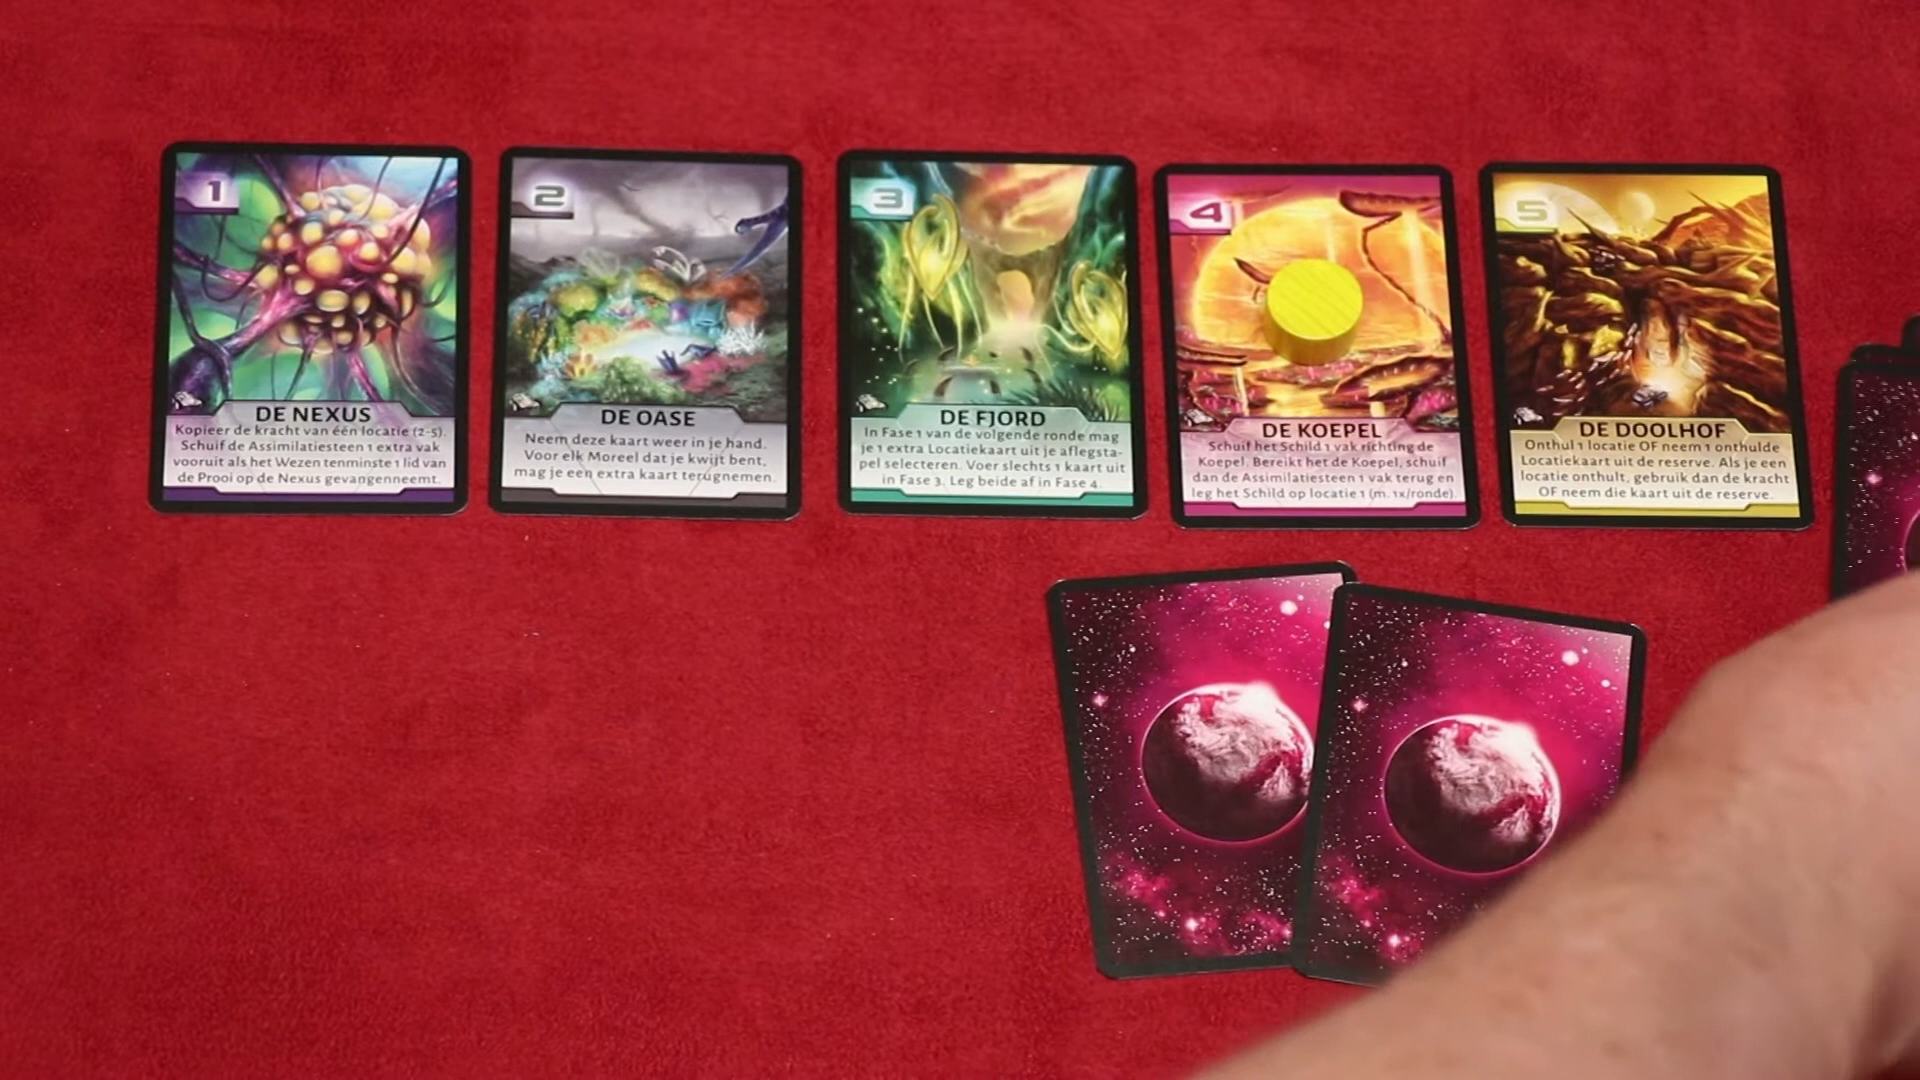 1
DE NEXUS
Kopieer de kracht van één locatie (2-5).
Schuif de Assimilatiesteen 1 extra vak
vooruit als het Wezen tenminste 1 lid van
de Prooi op de Nexus gevangenneemt.
2
DE OASE
Neem deze kaart weer in je hand.
Voor elk Moreel dat je kwijt bent,
mag je een extra kaart terugnemen.
3
DE FJORD
In Fase 1 van de volgende ronde mag
je 1 extra Locatiekaart uit je aflegsta-
pel selecteren. Voer slechts 1 kaart uit
in Fase 3. Leg beide af in Fase 4.
4
DE KOEPEL
Schuif het Schild 1 vak richting de
Koepel. Bereikt het de Koepel, schuif
dan de Assimilatiesteen 1 vak terug en
leg het Schild op locatie 1 (m. 1x/ronde).
5
DE DOOLHOF
Onthul 1 locatie OF neem 1 onthulde
Locatiekaart uit de reserve. Als je een
locatie onthult, gebruik dan de kracht
OF neem die kaart uit de reserve.